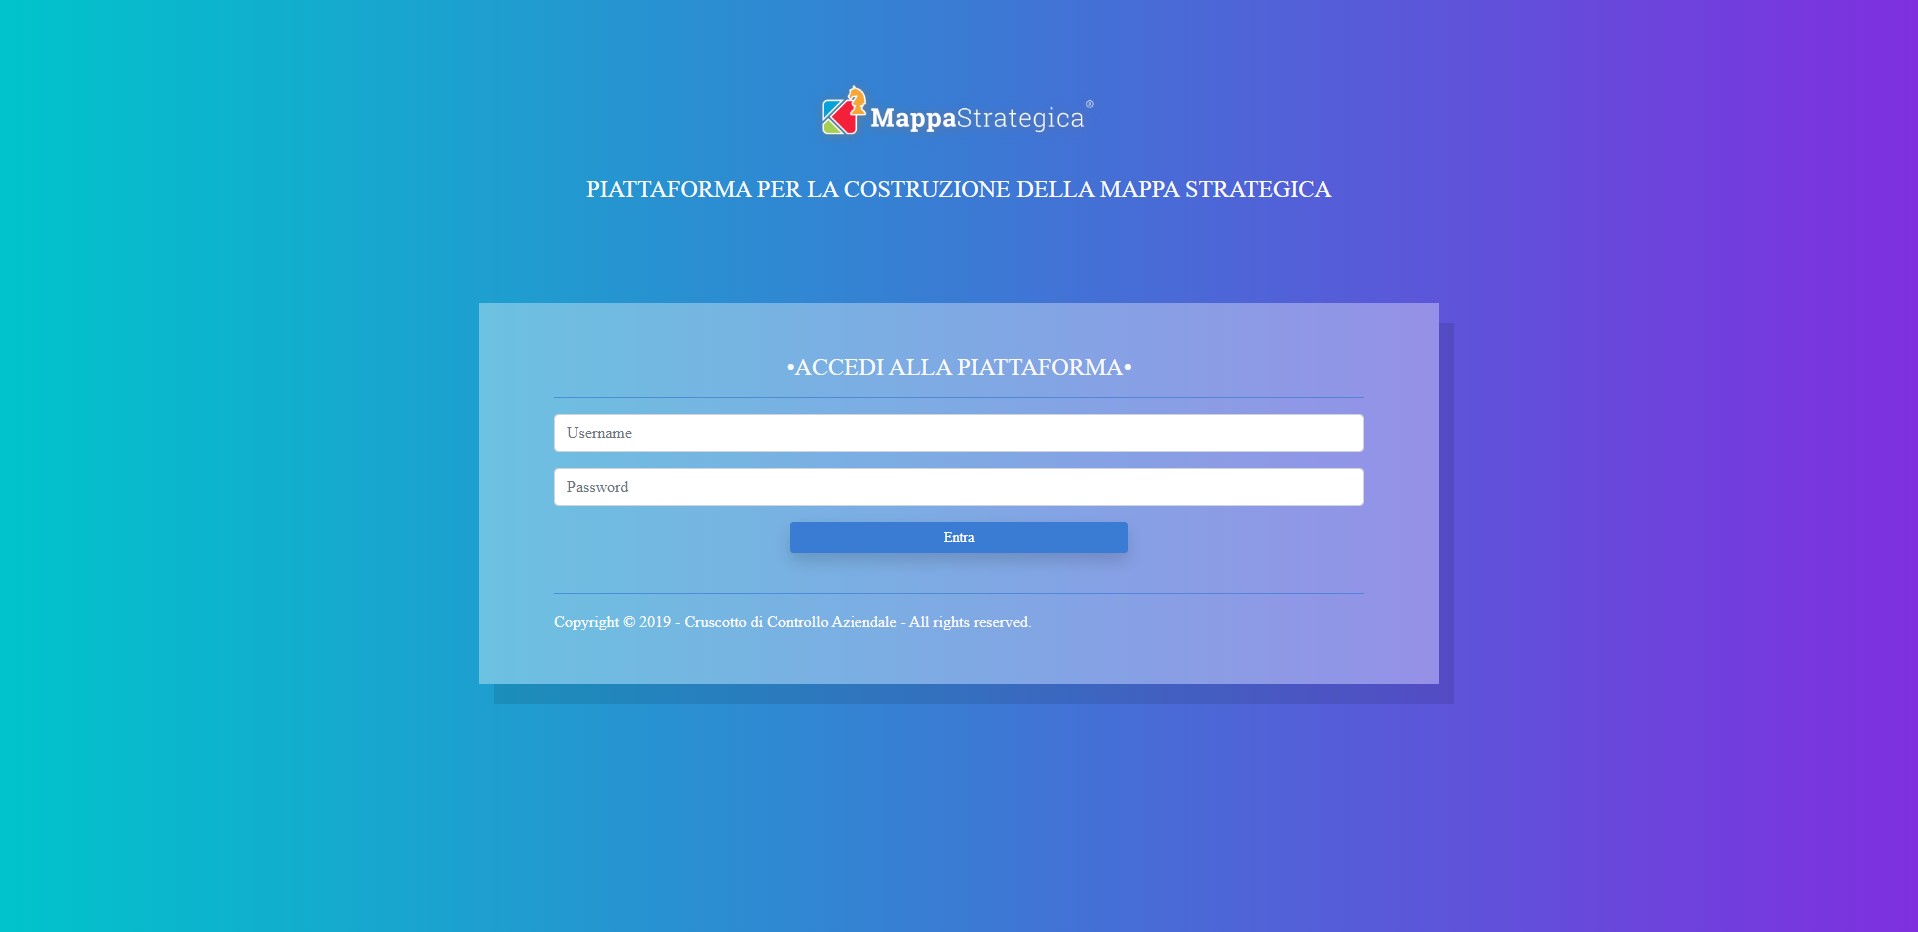 MappaStrategica®
PIATTAFORMA PER LA COSTRUZIONE DELLA MAPPA STRATEGICA
•ACCEDI ALLA PIATTAFORMA•
Username
Password
Entra
Copyright © 2019 - Cruscotto di Controllo Aziendale - All rights reserved.